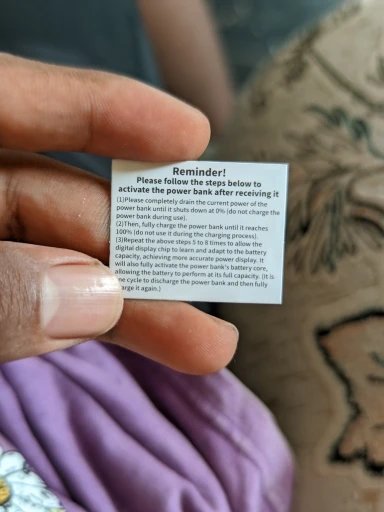 Reminder!
Please follow the steps below to
activate the power bank after receiving it
(1)Please completely drain the current power of the
power bank until it shuts down at 0% (do not charge the
power bank during use).
(2)Then, fully charge the power bank until it reaches
100% (do not use it during the charging process).
(3)Repeat the above steps 5 to 8 times to allow the
digital display chip to learn and adapt to the battery
capacity, achieving more accurate power display. It
will also fully activate the power bank's battery core,
allowing the battery to perform at its full capacity. (It is
ne cycle to discharge the power bank and then fully
arge it again.)